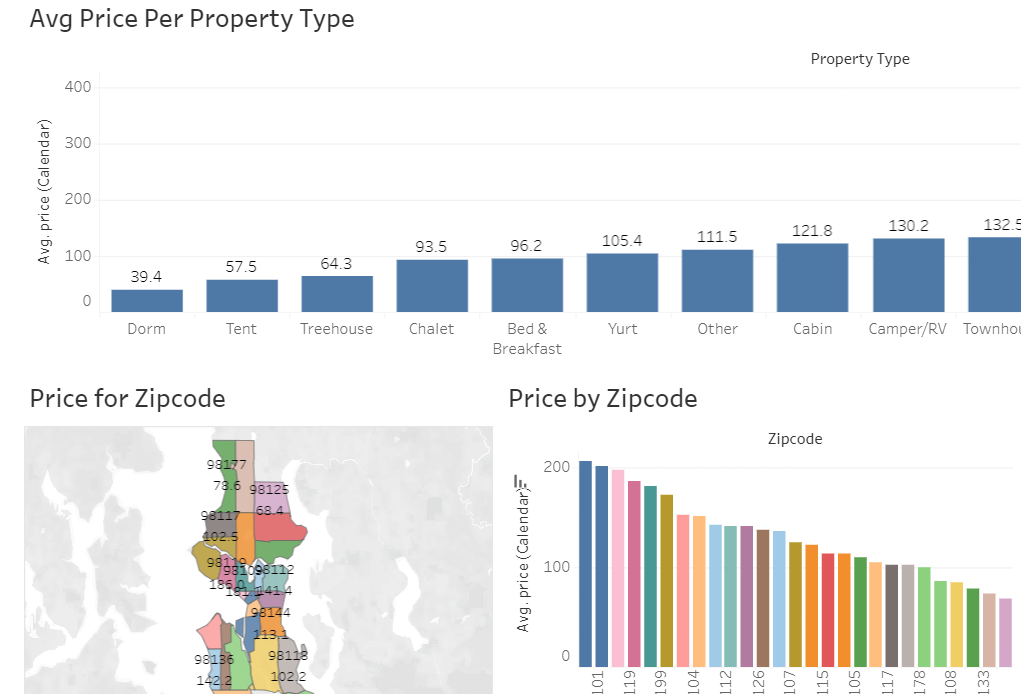 Avg Price Per Property Type
Property Type
Avg. price (Calendar)
400
300
200
100
0
39.4
57.5
64.3
93.5
96.2
105.4
111.5
121.8
130.2
132.5
Dorm
Tent
Treehouse
Chalet
Bed &
Breakfast
Yurt
Other
Cabin
Camper/RV
Townhou
Price for Zipcode
98177
73.6
98125
68.4
98117
102.5
98119
98112
186.0
141.4
98144
113.1
98136
142.2
98118
102.2
Price by Zipcode
Zipcode
Avg. price (Calendar)
200
100
0
101
119
199
104
112
126
107
115
105
117
178
108
133